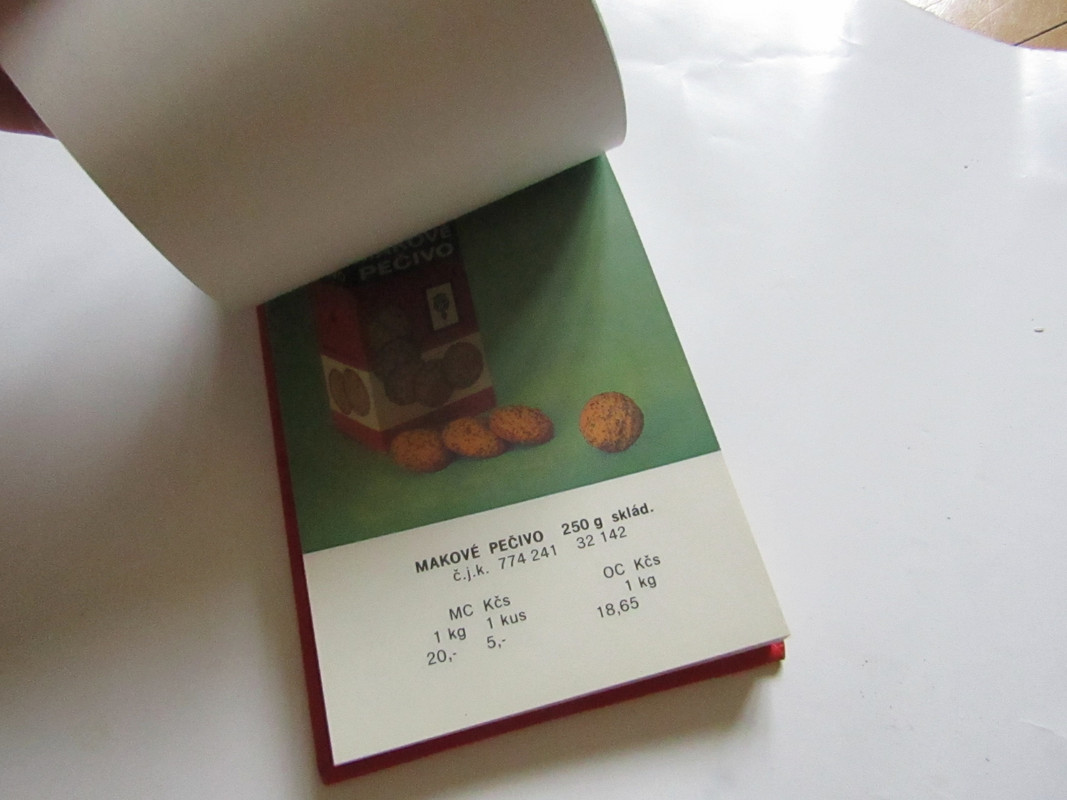 MAKOVÉ
PEČIVO
MAKOVÉ PEČIVO 250 g sklád.
č.j.k. 774 241 32 142
MC Kčs OC Kčs
1 kg 1 kus 1 kg
20,- 5,- 18,65